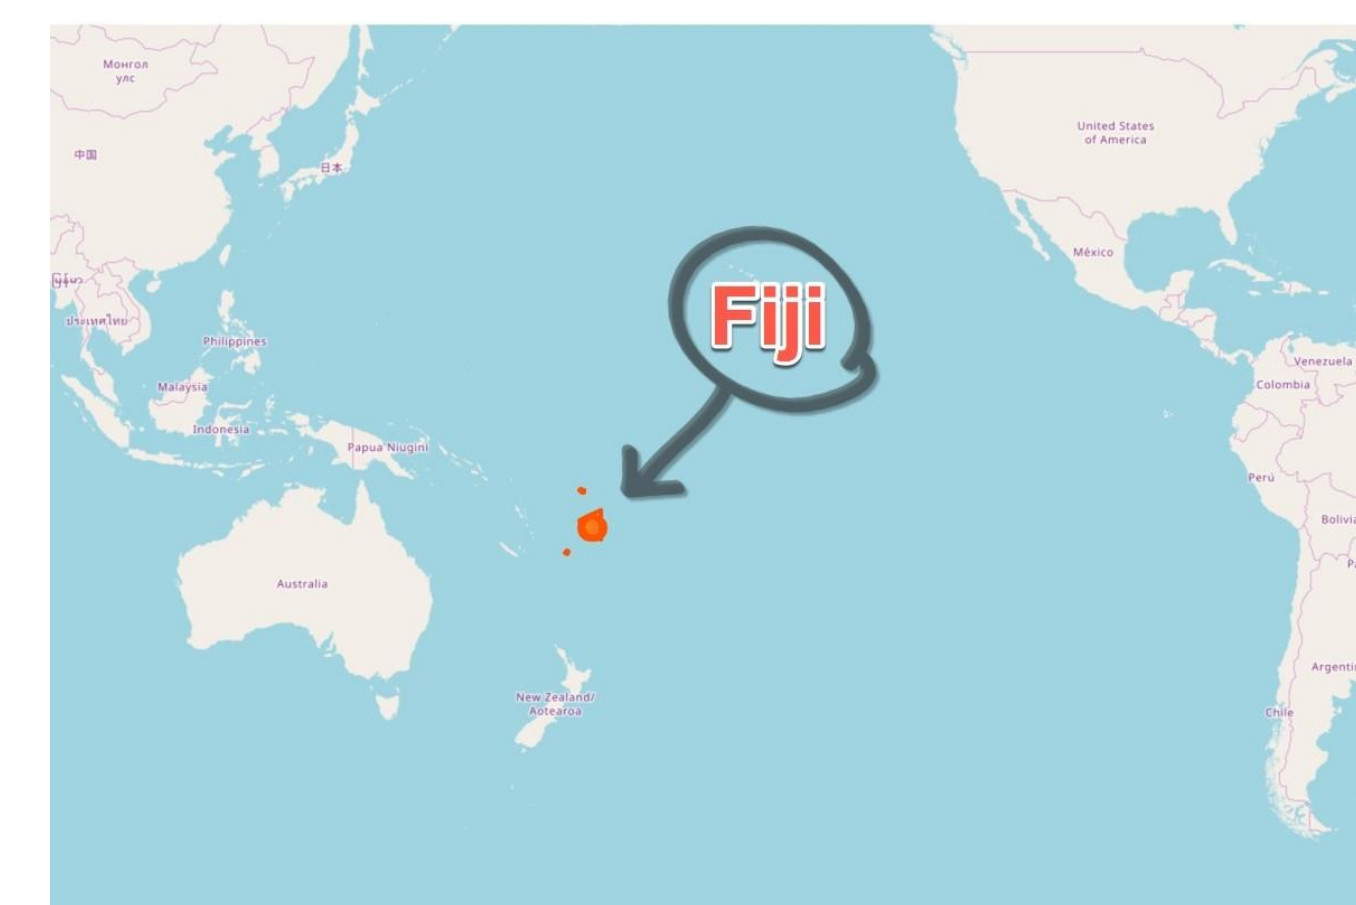 Монгол
улс
United States
of America
中国
日本
México
ประเทศไทย
Philippines
Venezuela
Malaysia
Colombia
Indonesia
Papua Niugini
Fiji
Perú
Bolivia
Australia
Argenti
New Zealand/
Aotearoa
Chile